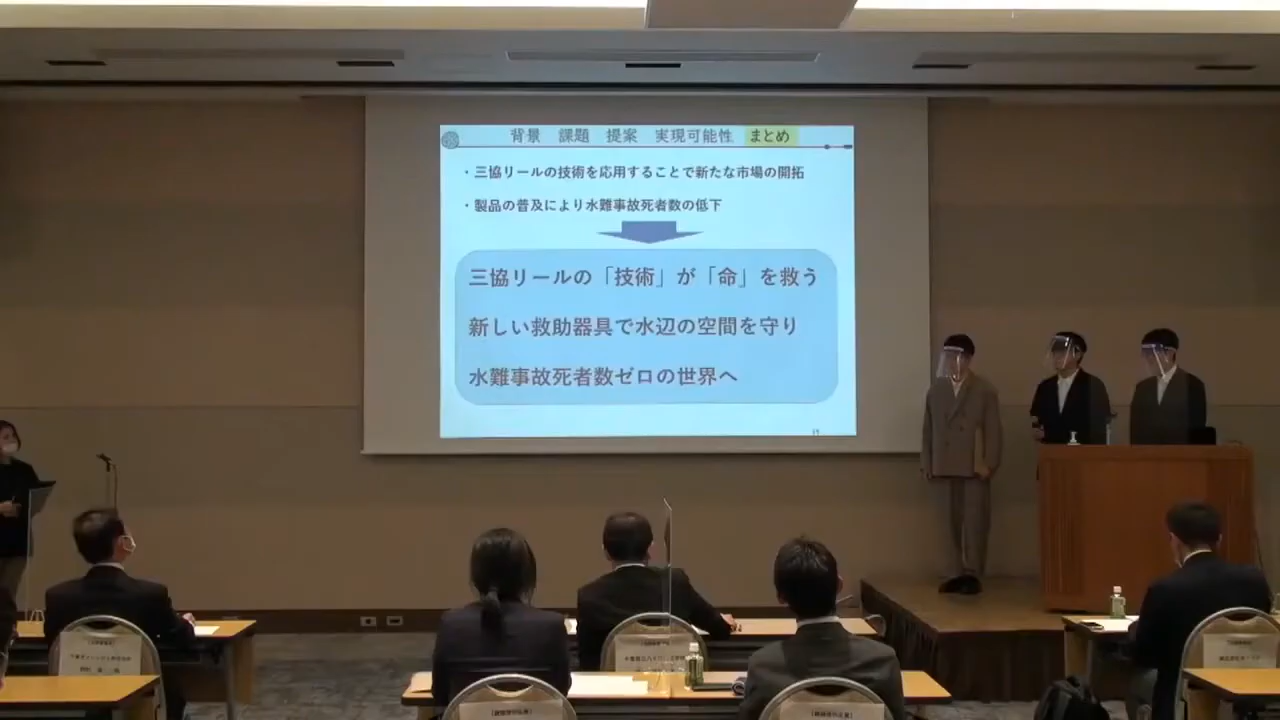 背景 課題 提案 実現可能性 まとめ
・三協リールの技術を応用することで新たな市場の開拓
・製品の普及により水難事故死者数の低下
三協リールの「技術」が「命」を救う
新しい救助器具で水辺の空間を守り
水難事故死者数ゼロの世界へ